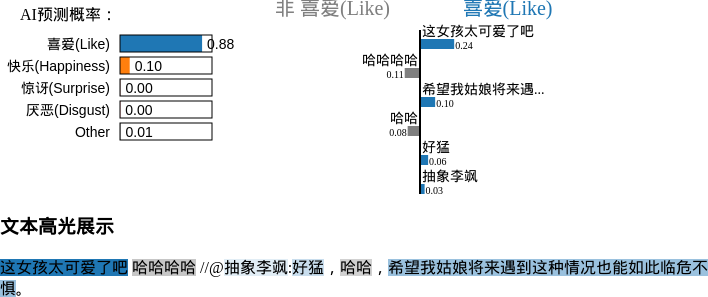 AI预测概率：
喜爱(Like) 0.88
快乐(Happiness) 0.10
惊讶(Surprise) 0.00
厌恶(Disgust) 0.00
Other 0.01
非 喜爱(Like) 喜爱(Like)
这女孩太可爱了吧
0.24
哈哈哈哈
0.11
希望我姑娘将来遇...
0.10
哈哈
0.08
好猛
0.06
抽象李飒
0.03
文本高光展示
这女孩太可爱了吧 哈哈哈哈 //@抽象李飒:好猛，哈哈，希望我姑娘将来遇到这种情况也能如此临危不
惧。